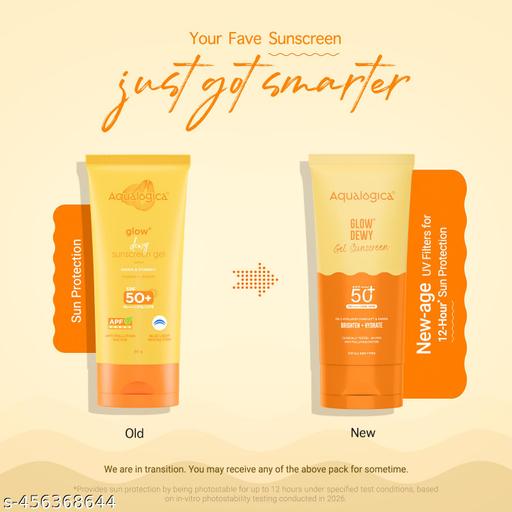 Your Fave Sunscreen
just got smarter
Aqualogica
glow+
dewy
sunscreen gel
SPF
50+
APF
Sun Protection
Aqualogica
GLOW+
DEWY
Gel Sunscreen
50+
BRIGHTEN + HYDRATE
New-age UV Filters for
12-Hour* Sun Protection
Old
New
We are in transition. You may receive any of the above pack for sometime.
*Provides sun protection by being photostable for up to 12 hours under specified test conditions, based
on in-vitro photostability testing conducted in 2026.
s-456368644